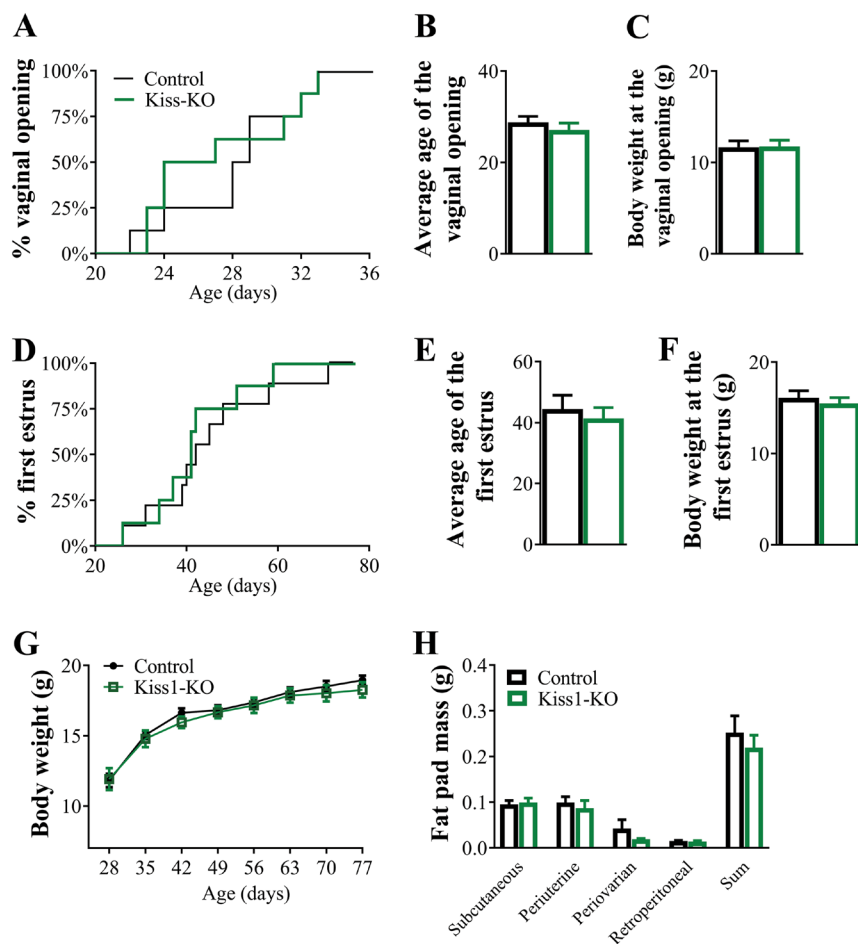 A
% vaginal opening
100%
75%
50%
25%
0%
Control
Kiss-KO
20 24 28 32 36
Age (days)
B
Average age of the
vaginal opening
40
20
0
C
Body weight at the
vaginal opening (g)
20
10
0
D
% first estrus
100%
75%
50%
25%
0%
20 40 60 80
Age (days)
E
Average age of the
first estrus
60
40
20
0
F
Body weight at the
first estrus (g)
20
10
0
G
Body weight (g)
20
15
10
Control
Kiss1-KO
28 35 42 49 56 63 70 77
Age (days)
H
Fat pad mass (g)
0.4
0.3
0.2
0.1
0.0
Control
Kiss1-KO
Subcutaneous
Periuterine
Periovarian
Retroperitoneal
Sum